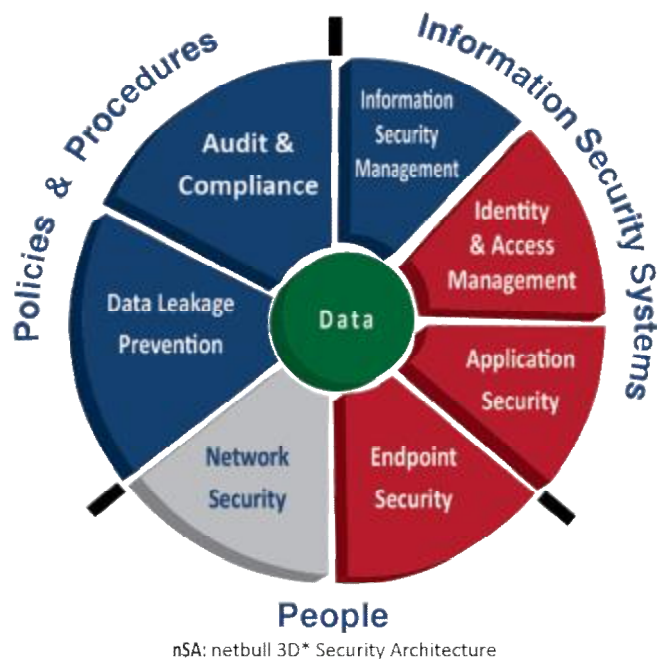 Policies & Procedures
Information Security Systems
Audit &
Compliance
Information
Security
Management
Identity
& Access
Management
Data Leakage
Prevention
Data
Application
Security
Network
Security
Endpoint
Security
People
nSA: netbull 3D* Security Architecture